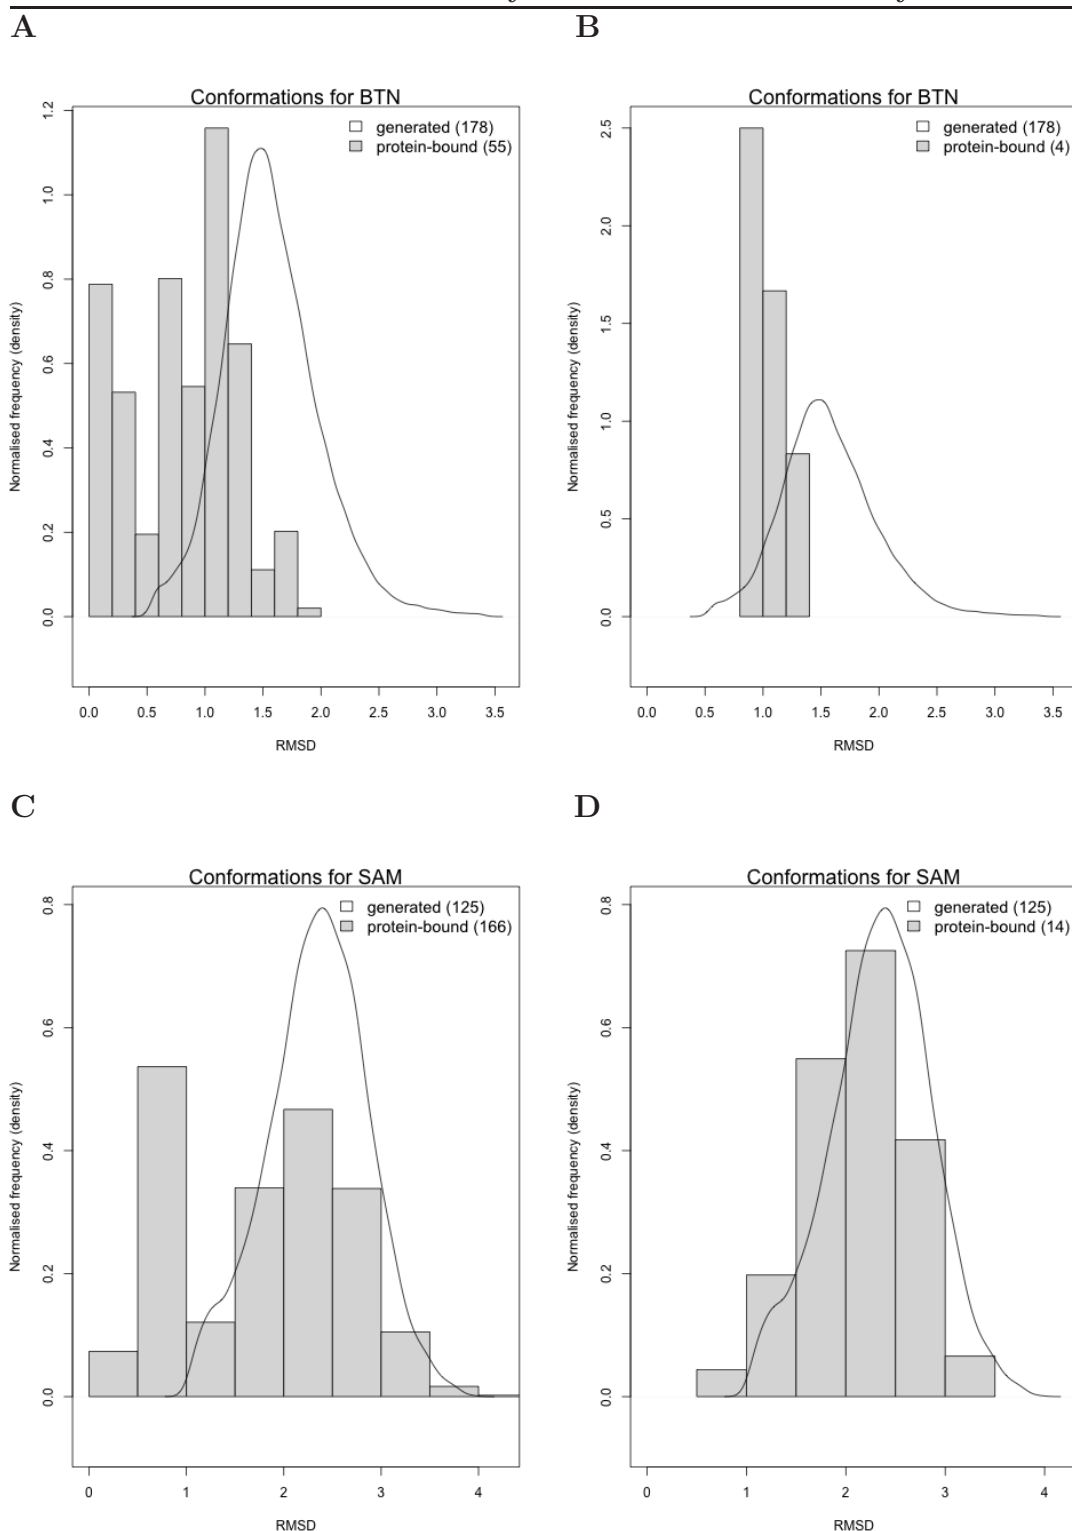 A B
Conformations for BTN
generated (178)
protein-bound (55)
Normalised frequency (density)
1.2
1.0
0.8
0.6
0.4
0.2
0.0
0.0 0.5 1.0 1.5 2.0 2.5 3.0 3.5
RMSD
Conformations for BTN
generated (178)
protein-bound (4)
Normalised frequency (density)
2.5
2.0
1.5
1.0
0.5
0.0
0.0 0.5 1.0 1.5 2.0 2.5 3.0 3.5
RMSD
C D
Conformations for SAM
generated (125)
protein-bound (166)
Normalised frequency (density)
0.8
0.6
0.4
0.2
0.0
0 1 2 3 4
RMSD
Conformations for SAM
generated (125)
protein-bound (14)
Normalised frequency (density)
0.8
0.6
0.4
0.2
0.0
0 1 2 3 4
RMSD